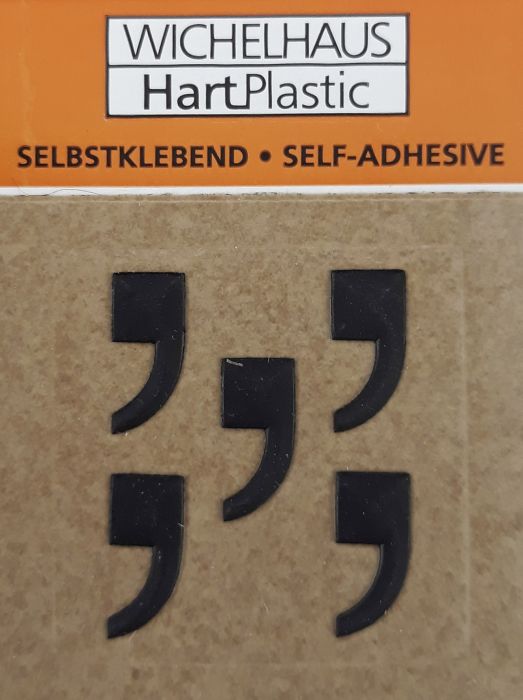 WICHELHAUS
HartPlastic
SELBSTKLEBEND • SELF-ADHESIVE
, ,
,
, ,